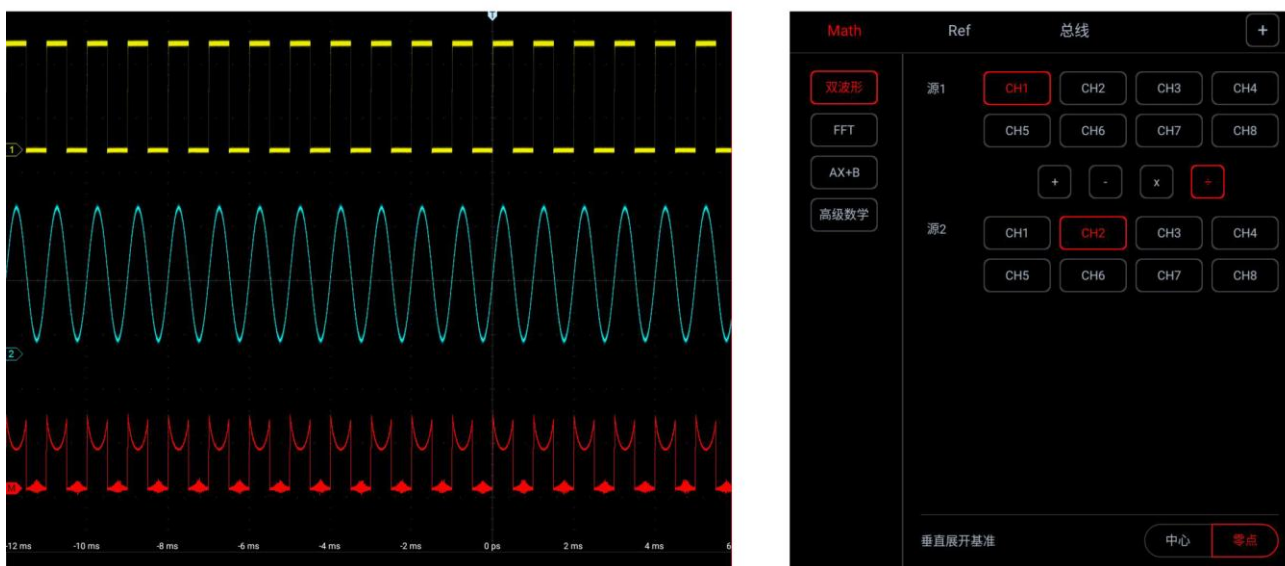 T
1
2
M
-12 ms -10 ms -8 ms -6 ms -4 ms -2 ms 0 ps 2 ms 4 ms 6
Math Ref 总线 +
双波形
FFT
AX+B
高级数学
源1 CH1 CH2 CH3 CH4
CH5 CH6 CH7 CH8
+ - x ÷
源2 CH1 CH2 CH3 CH4
CH5 CH6 CH7 CH8
垂直展开基准 中心 零点